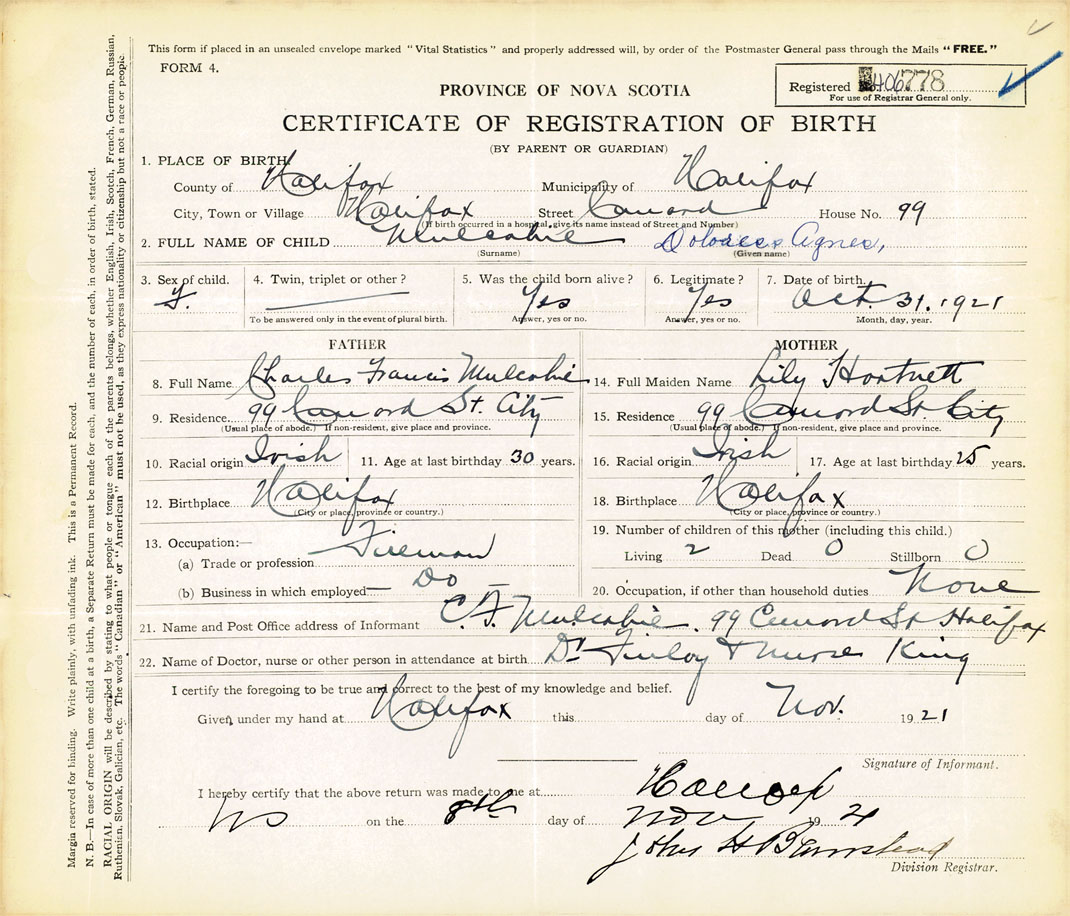 This form if placed in an unsealed envelope marked "Vital Statistics" and properly addressed will, by order of the Postmaster General pass through the Mails "FREE."
FORM 4.
Registered No. 406778
For use of Registrar General only.
PROVINCE OF NOVA SCOTIA
CERTIFICATE OF REGISTRATION OF BIRTH
(BY PARENT OR GUARDIAN)
1. PLACE OF BIRTH
County of Halifax Municipality of Halifax
City, Town or Village Halifax Street Cunard House No. 99
(If birth occurred in a hospital, give its name instead of Street and Number)
2. FULL NAME OF CHILD Mulcahie Dolores Agnes,
(Surname) (Given name)
3. Sex of child. 4. Twin, triplet or other? 5. Was the child born alive? 6. Legitimate? 7. Date of birth.
F. Yes Yes Oct. 31. 1921
To be answered only in the event of plural birth. Answer, yes or no. Answer, yes or no. Month, day, year.
FATHER
8. Full Name Charles Francis Mulcahie
9. Residence 99 Cunard St. City
(Usual place of abode.) If non-resident, give place and province.
10. Racial origin Irish 11. Age at last birthday 30 years.
12. Birthplace Halifax
(City or place, province or country.)
13. Occupation:—
(a) Trade or profession Fireman
(b) Business in which employed— Do —
MOTHER
14. Full Maiden Name Lily Hartnett
15. Residence 99 Cunard St City
(Usual place of abode.) If non-resident, give place and province.
16. Racial origin Irish 17. Age at last birthday 25 years.
18. Birthplace Halifax
(City or place, province or country.)
19. Number of children of this mother (including this child.)
Living 2 Dead 0 Stillborn 0
20. Occupation, if other than household duties None
21. Name and Post Office address of Informant C. F. Mulcahie. 99 Cunard St Halifax
22. Name of Doctor, nurse or other person in attendance at birth Dr Finlay & Nurse King
I certify the foregoing to be true and correct to the best of my knowledge and belief.
Given under my hand at Halifax this day of Nov. 1921
Signature of Informant.
I hereby certify that the above return was made to me at Halifax
NS on the 8th day of Nov 19 21
John H Barnstead
Division Registrar.
Margin reserved for binding. Write plainly, with unfading ink. This is a Permanent Record.
N. B.—In case of more than one child at a birth, a Separate Return must be made for each, and the number of each, in order of birth, stated.
RACIAL ORIGIN will be described by stating to what people or tongue each of the parents belongs, whether English, Irish, Scotch, French, German, Russian,
Ruthenian, Slovak, Galician, etc. The words "Canadian" or "American" must not be used, as they express nationality or citizenship but not a race or people